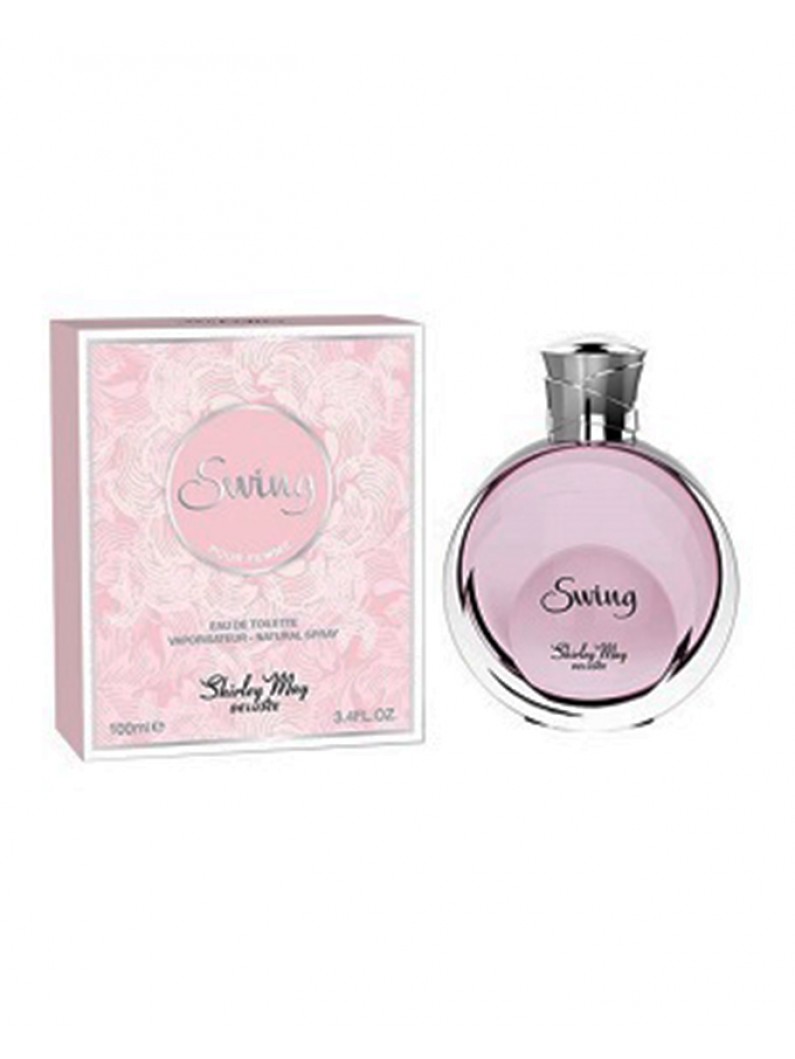 Swing
POUR FEMME
EAU DE TOILETTE
VAPORISATEUR - NATURAL SPRAY
Shirley May
DELUXE
100ml e 3.4FL.OZ.
Swing
Shirley May
DELUXE